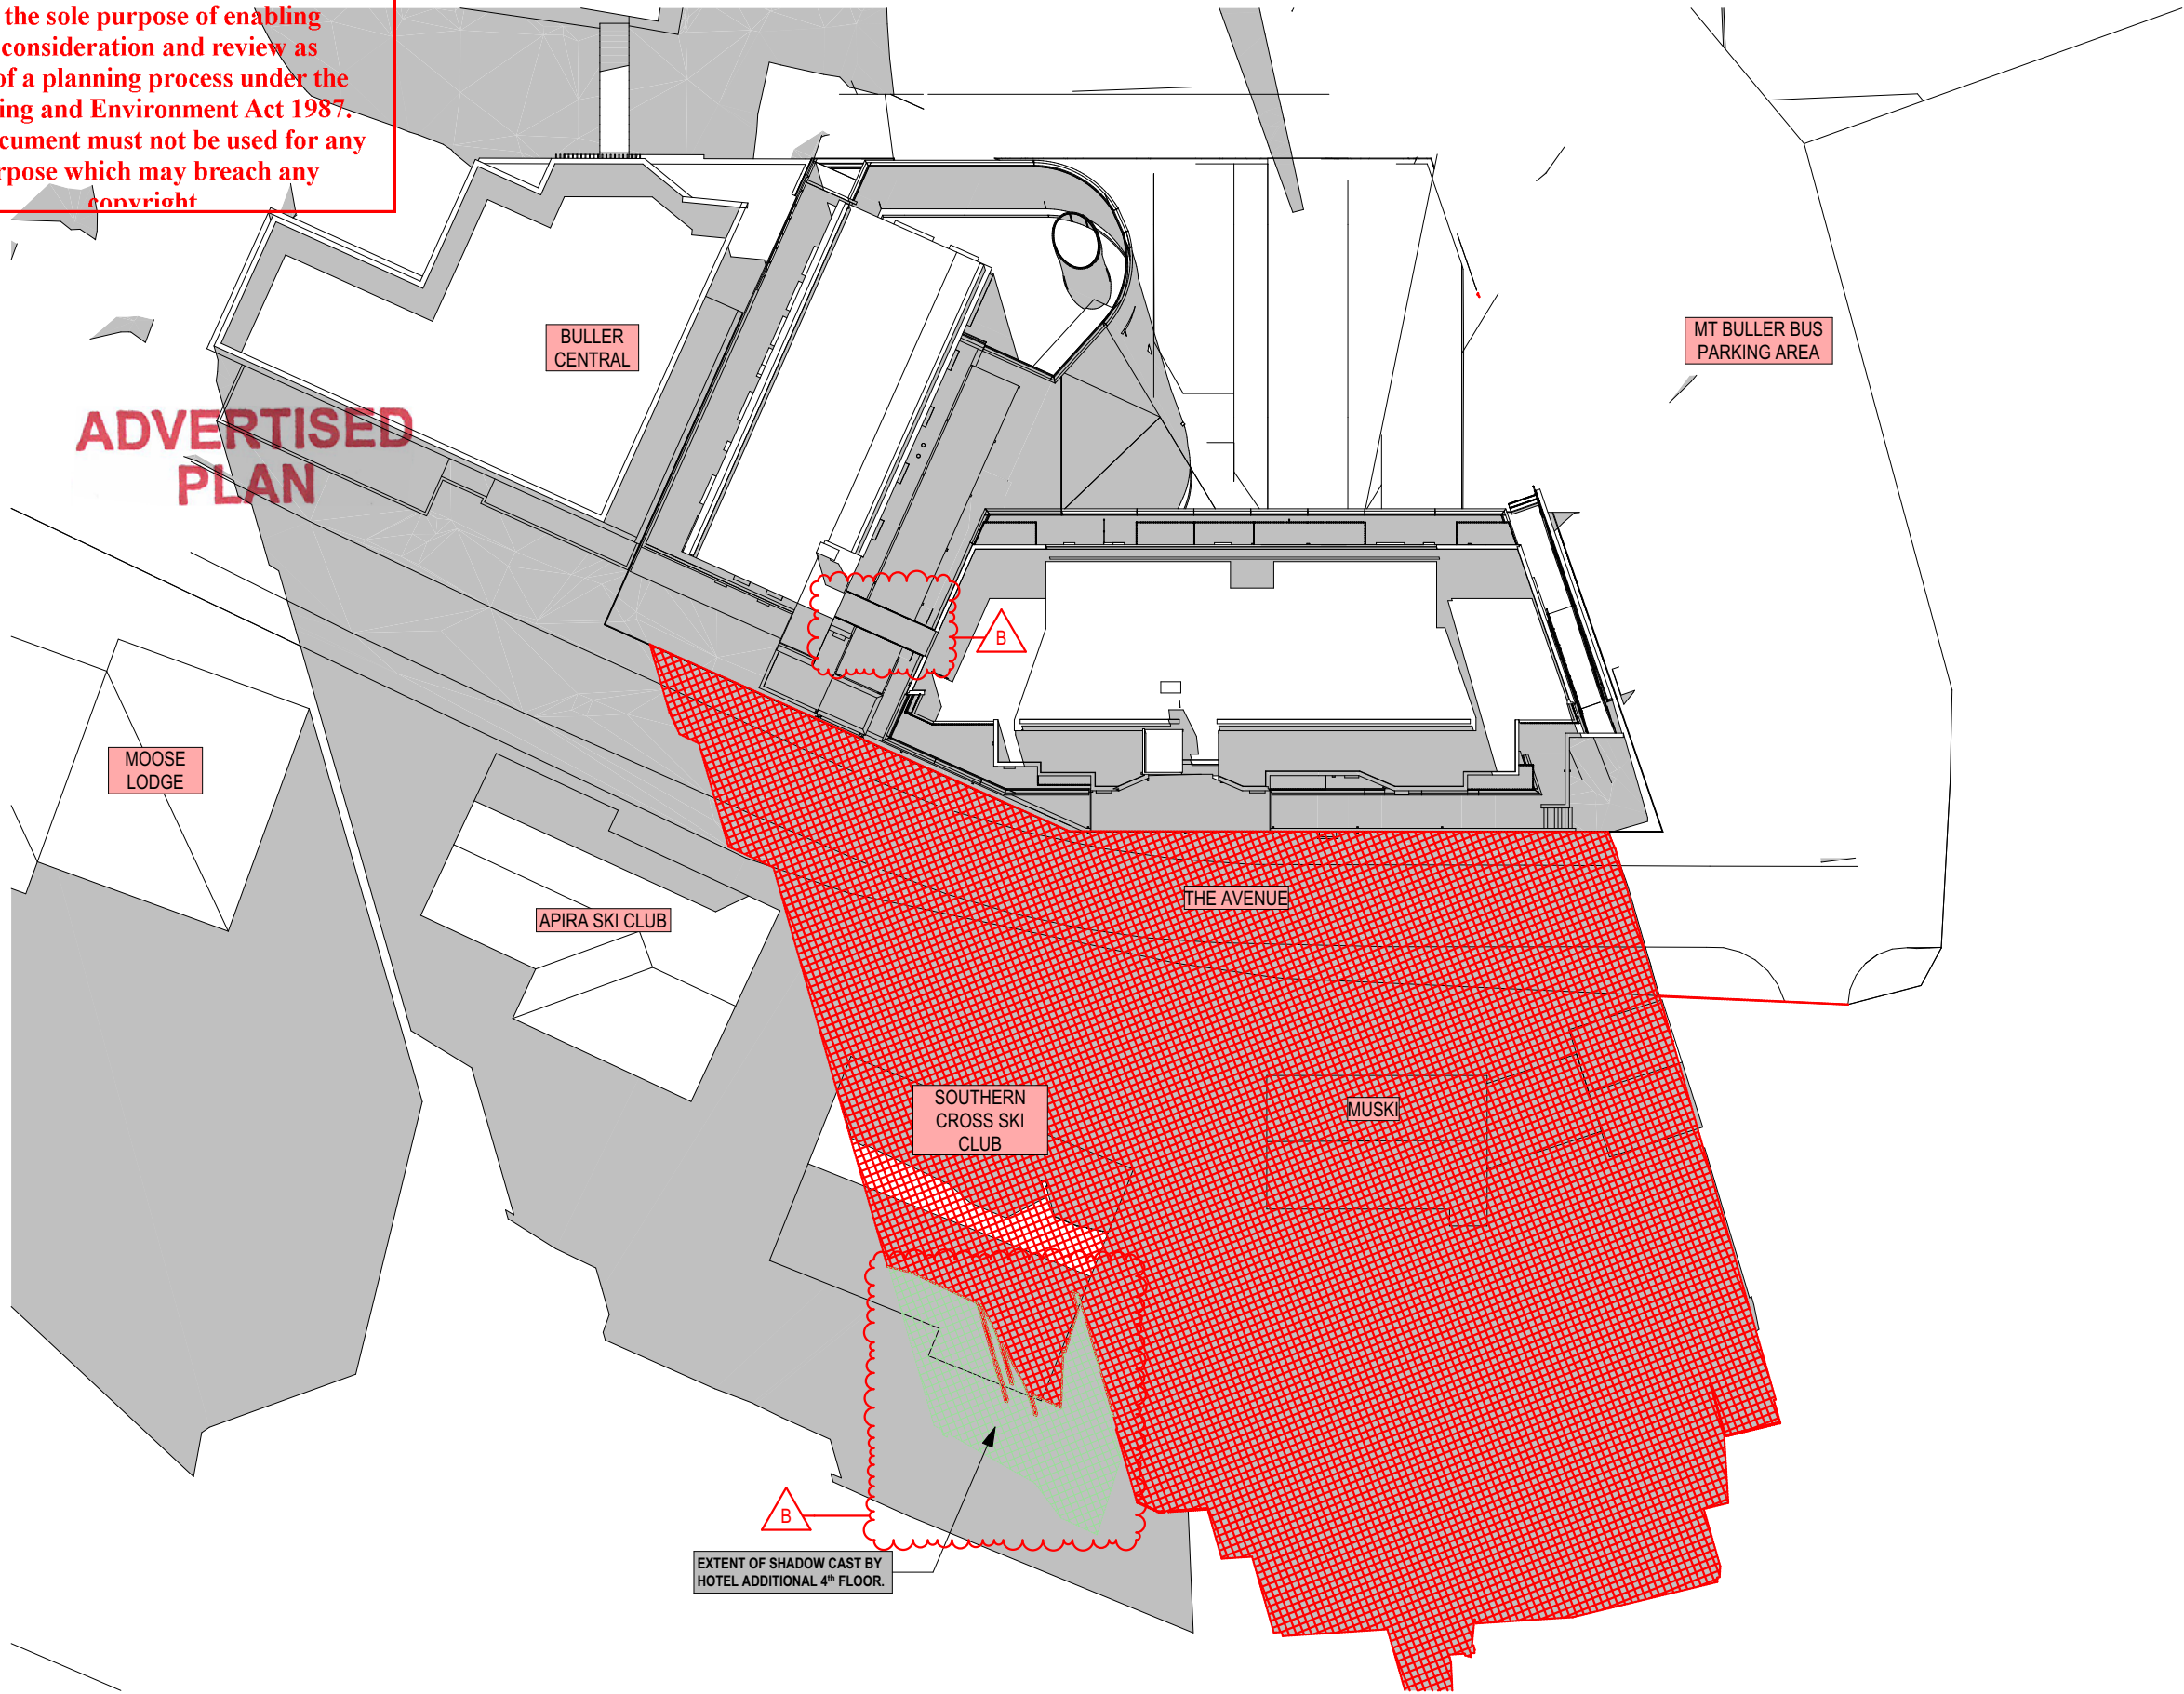 the sole purpose of enabling
consideration and review as
of a planning process under the
ing and Environment Act 1987.
cument must not be used for any
rpose which may breach any
copyright
BULLER
CENTRAL
MT BULLER BUS
PARKING AREA
ADVERTISED
PLAN
B
MOOSE
LODGE
APIRA SKI CLUB
THE AVENUE
SOUTHERN
CROSS SKI
CLUB
MUSKI
B
EXTENT OF SHADOW CAST BY
HOTEL ADDITIONAL 4th FLOOR.